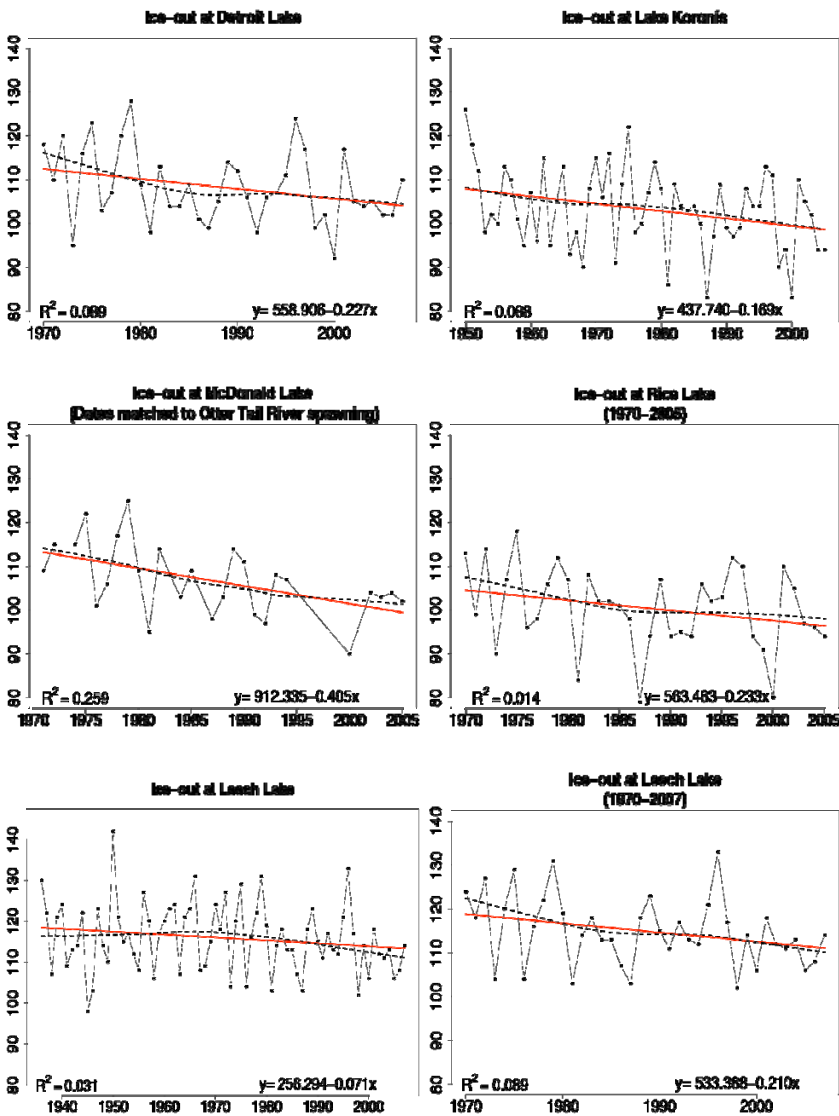 Ice-out at Detroit Lake
140
130
120
110
100
90
80
R² = 0.089
y= 558.906-0.227x
1970 1980 1990 2000
Ice-out at Lake Koronis
140
130
120
110
100
90
80
R² = 0.088
y= 437.740-0.169x
1950 1960 1970 1980 1990 2000
Ice-out at McDonald Lake
(Dates matched to Otter Tail River spawning)
140
130
120
110
100
90
80
R² = 0.259
y= 912.335-0.405x
1970 1975 1980 1985 1990 1995 2000 2005
Ice-out at Rice Lake
(1970-2005)
140
130
120
110
100
90
80
R² = 0.014
y= 563.483-0.233x
1970 1975 1980 1985 1990 1995 2000 2005
Ice-out at Leech Lake
140
130
120
110
100
90
80
R² = 0.031
y= 256.294-0.071x
1940 1950 1960 1970 1980 1990 2000
Ice-out at Leech Lake
(1970-2007)
140
130
120
110
100
90
80
R² = 0.089
y= 533.388-0.210x
1970 1980 1990 2000